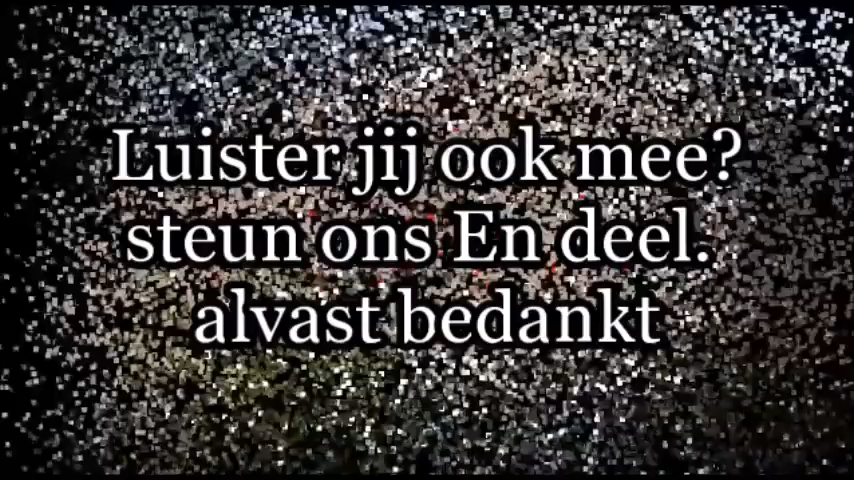 Luister jij ook mee?
steun ons En deel.
alvast bedankt